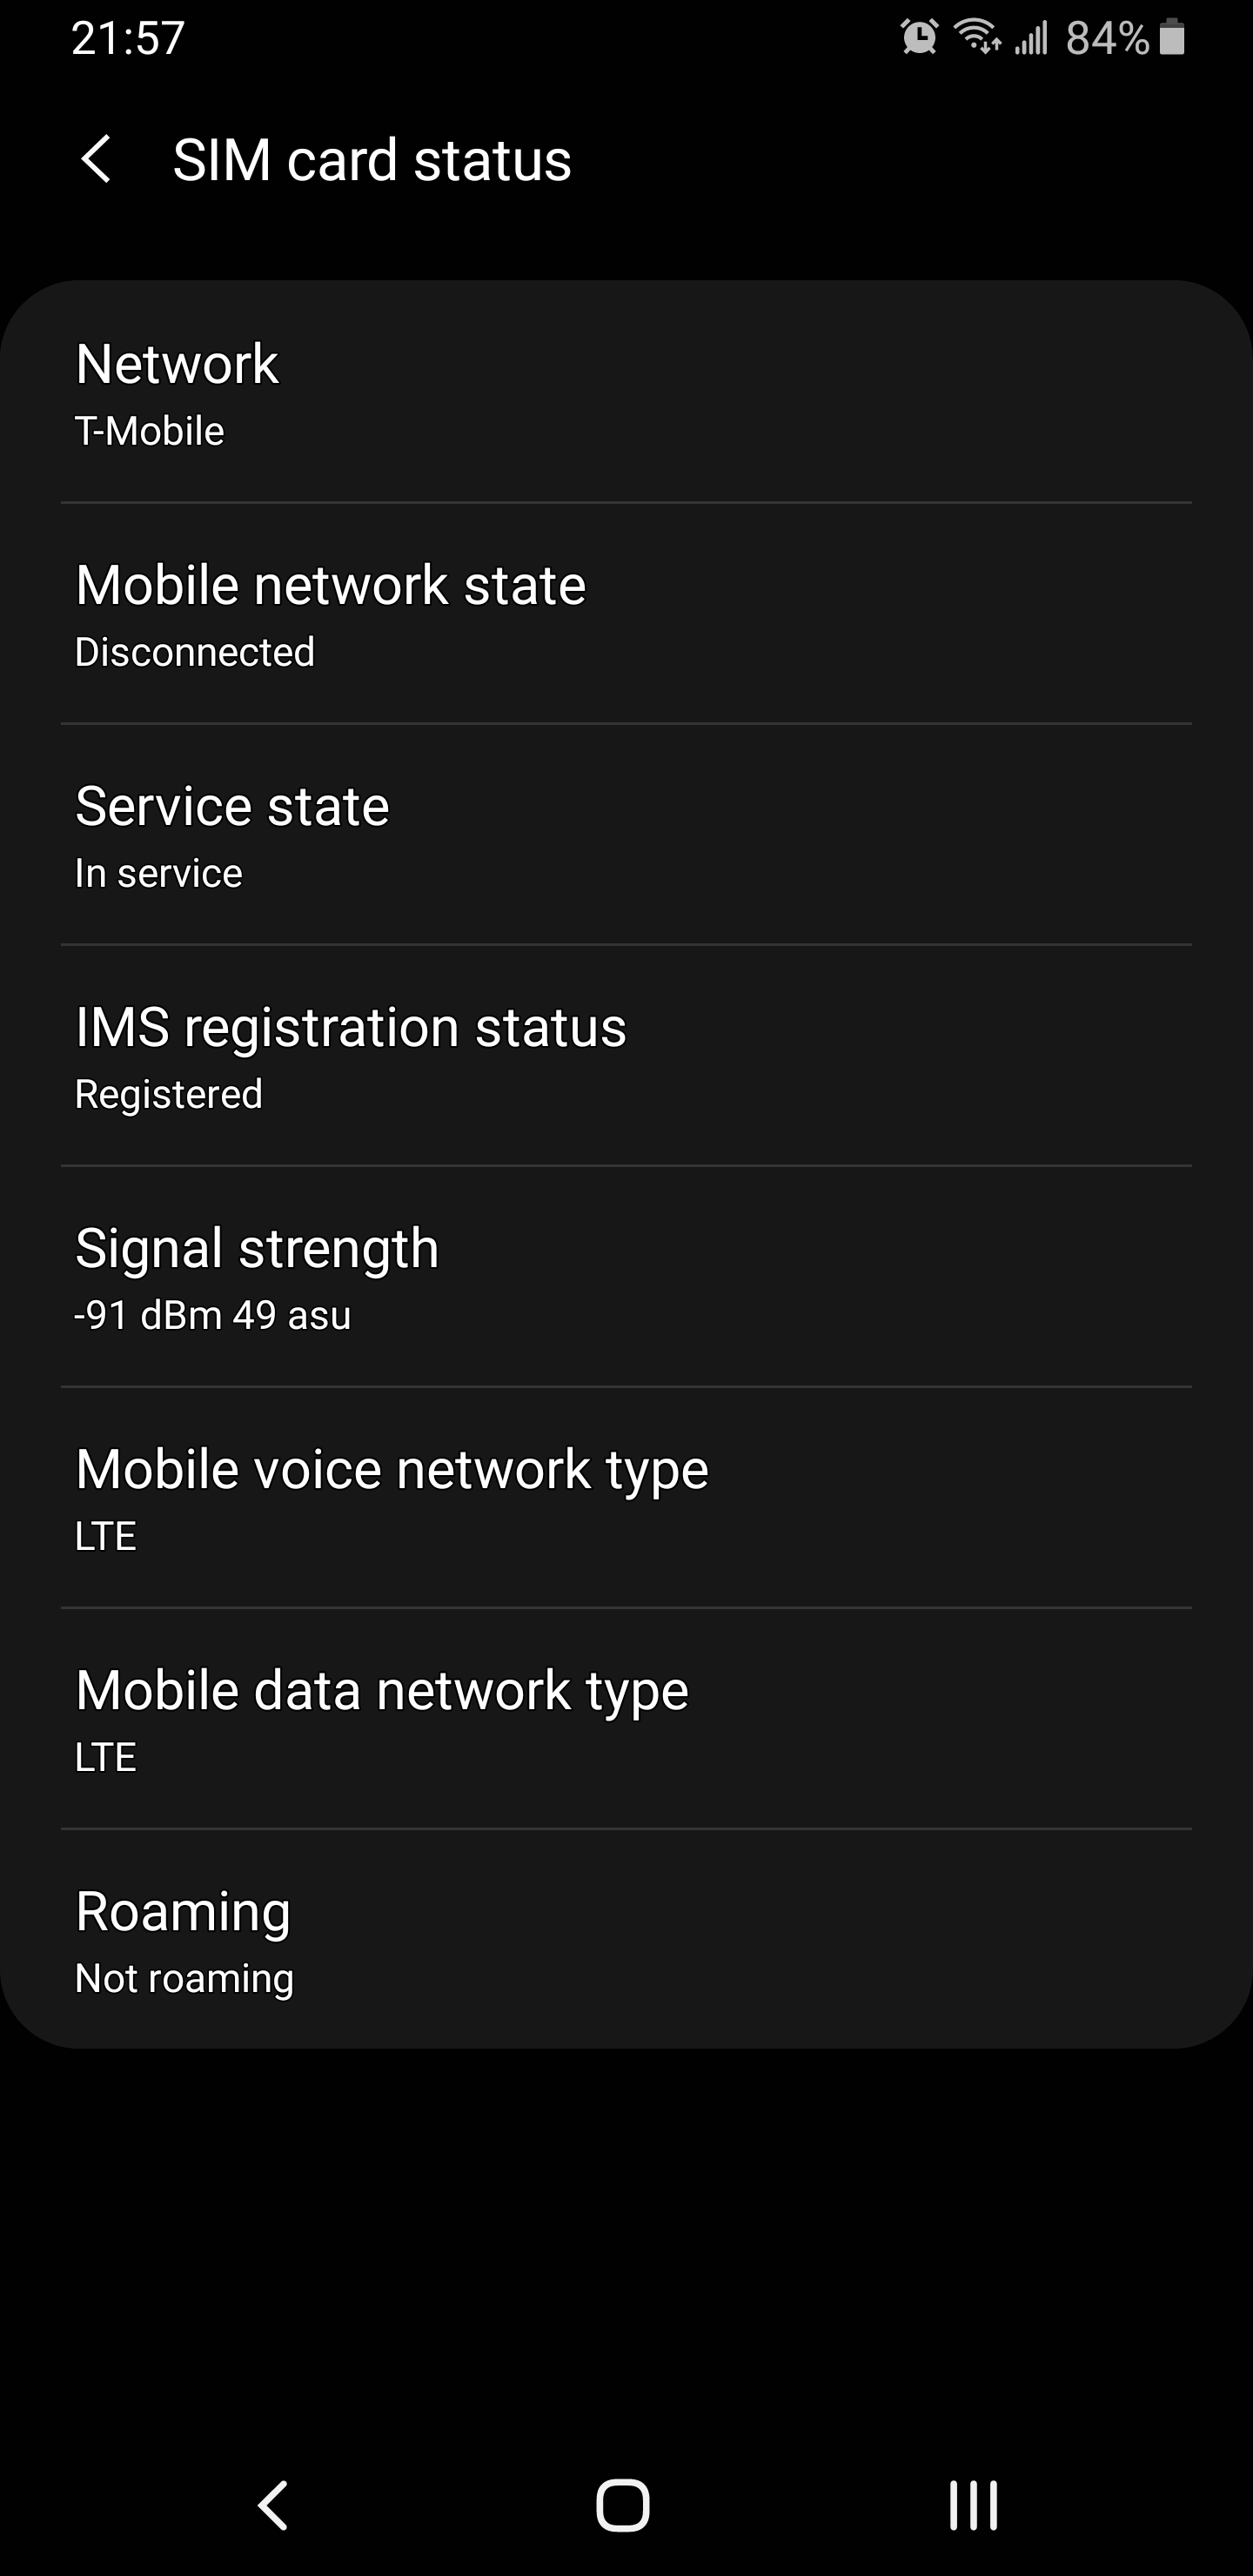 21:57 84%
SIM card status
Network
T-Mobile
Mobile network state
Disconnected
Service state
In service
IMS registration status
Registered
Signal strength
-91 dBm 49 asu
Mobile voice network type
LTE
Mobile data network type
LTE
Roaming
Not roaming